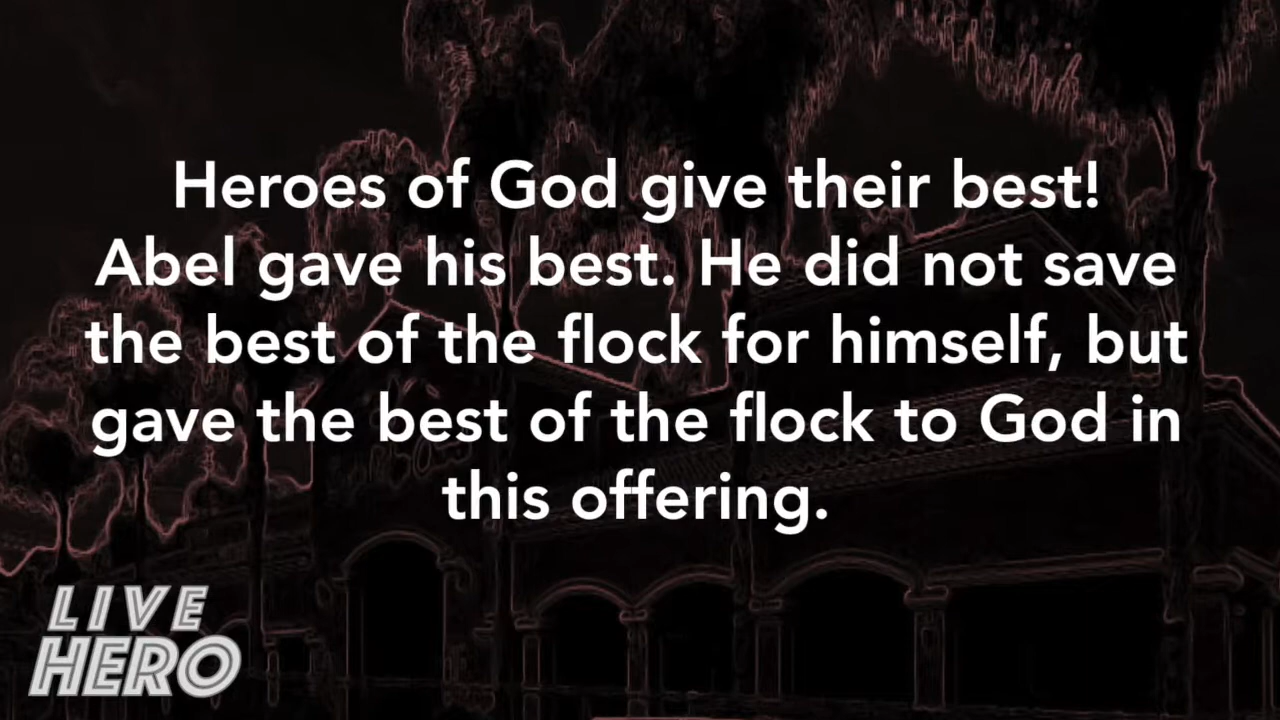 Heroes of God give their best!
Abel gave his best. He did not save
the best of the flock for himself, but
gave the best of the flock to God in
this offering.
LIVE
HERO